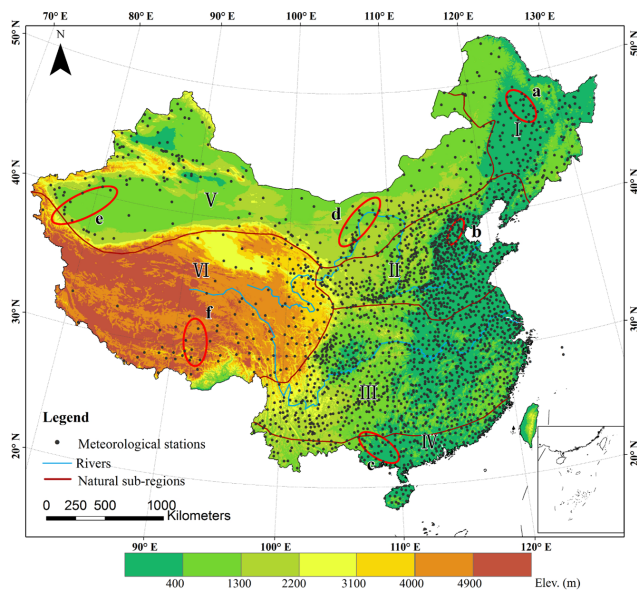 70° E 80° E 90° E 100° E 110° E 120° E 130° E
50° N
50° N
N
a
I
40° N
40° N
V
d
e
b
II
VI
30° N
30° N
f
III
Legend
Meteorological stations
IV
c
20° N
20° N
Rivers
Natural sub-regions
0 250 500 1000
Kilometers
90° E 100° E 110° E 120° E
400 1300 2200 3100 4000 4900 Elev. (m)